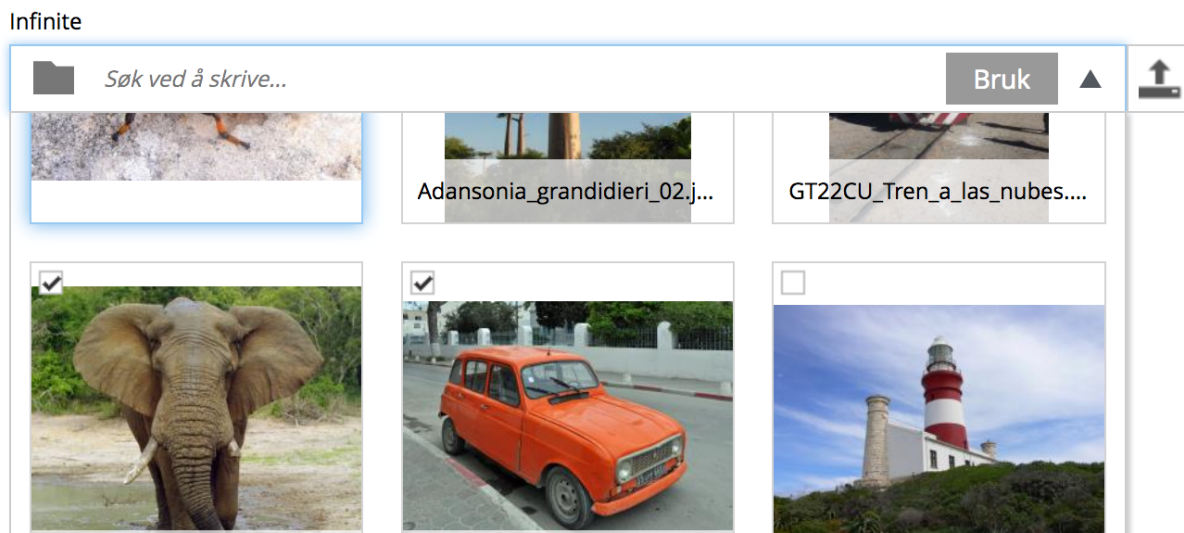 Infinite
Søk ved å skrive...
Bruk
Adansonia_grandidieri_02.j...
GT22CU_Tren_a_las_nubes....